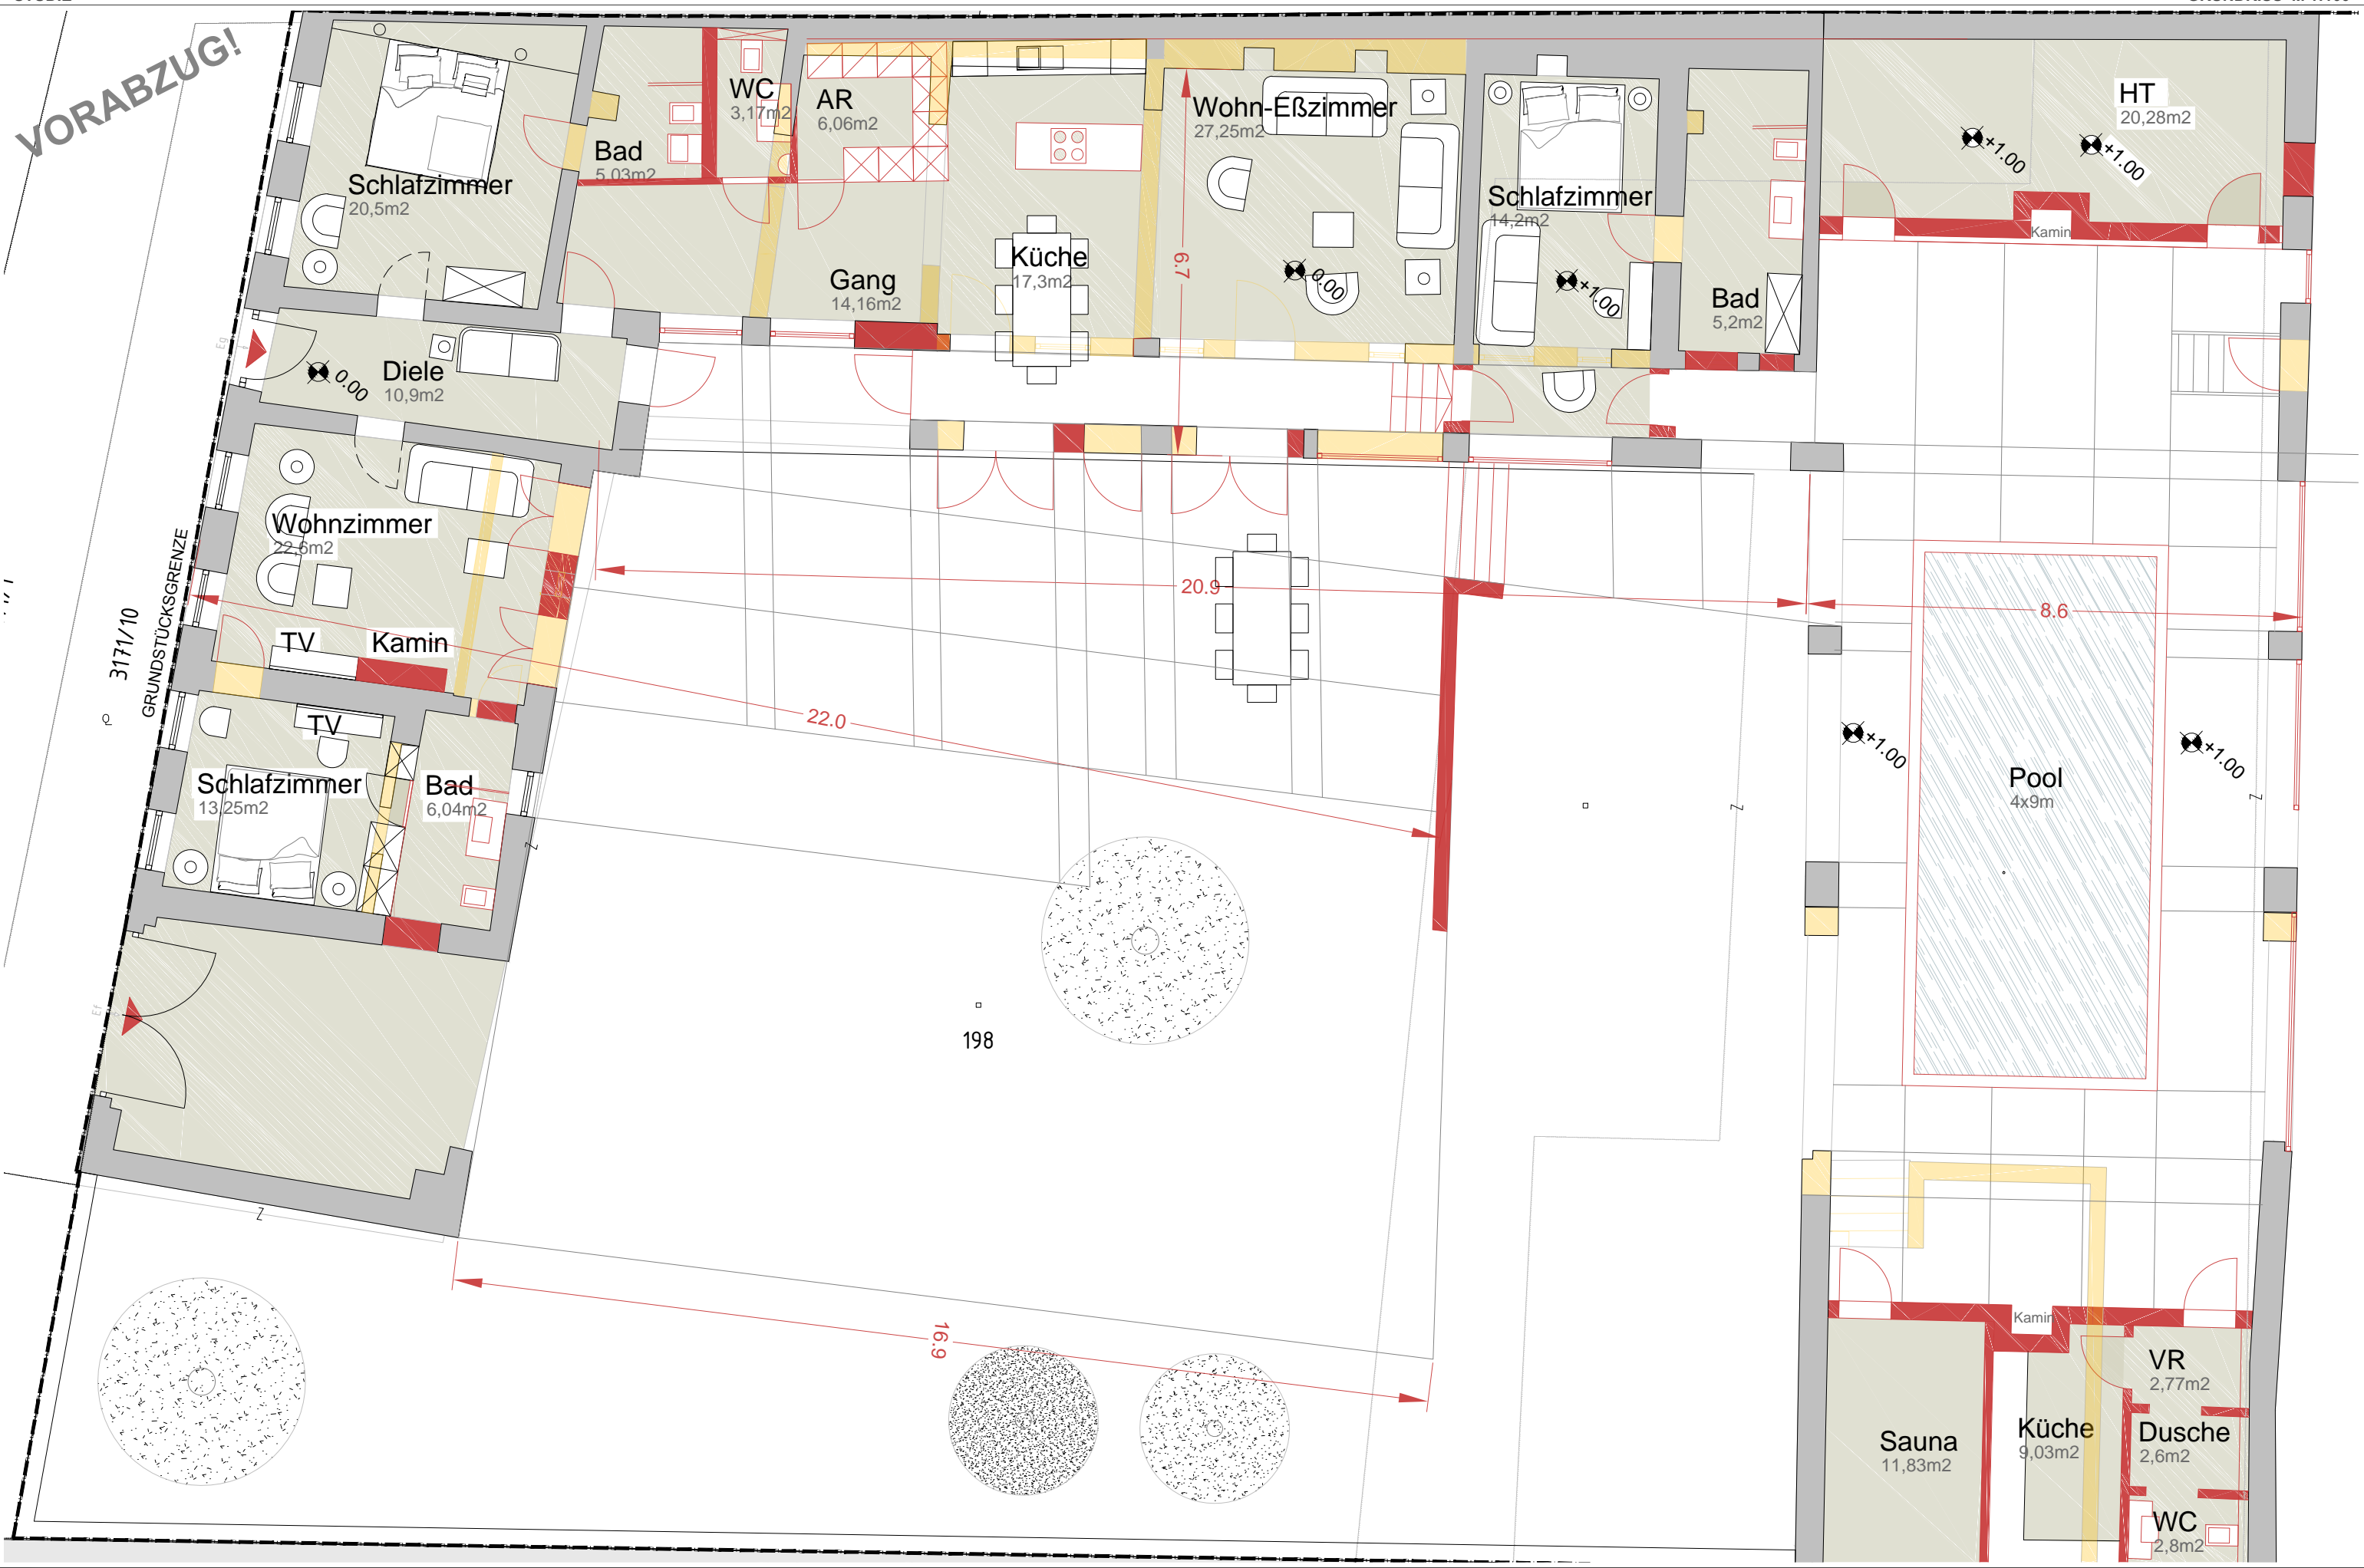 VORABZUG!
Schlafzimmer
20,5m2
Bad
5,03m2
WC
3,17m2
AR
6,06m2
Wohn-Eßzimmer
27,25m2
Schlafzimmer
14,2m2
HT
20,28m2
+1.00
+1.00
Kamin
6.7
Küche
17,3m2
Gang
14,16m2
0.00
+1.00
Bad
5,2m2
Diele
10,9m2
0.00
Wohnzimmer
22,6m2
GRUNDSTÜCKSGRENZE
3171/10
TV
Kamin
20.9
8.6
22.0
TV
Schlafzimmer
13,25m2
Bad
6,04m2
+1.00
+1.00
Pool
4x9m
198
16.9
Kamin
VR
2,77m2
Sauna
11,83m2
Küche
9,03m2
Dusche
2,6m2
WC
2,8m2